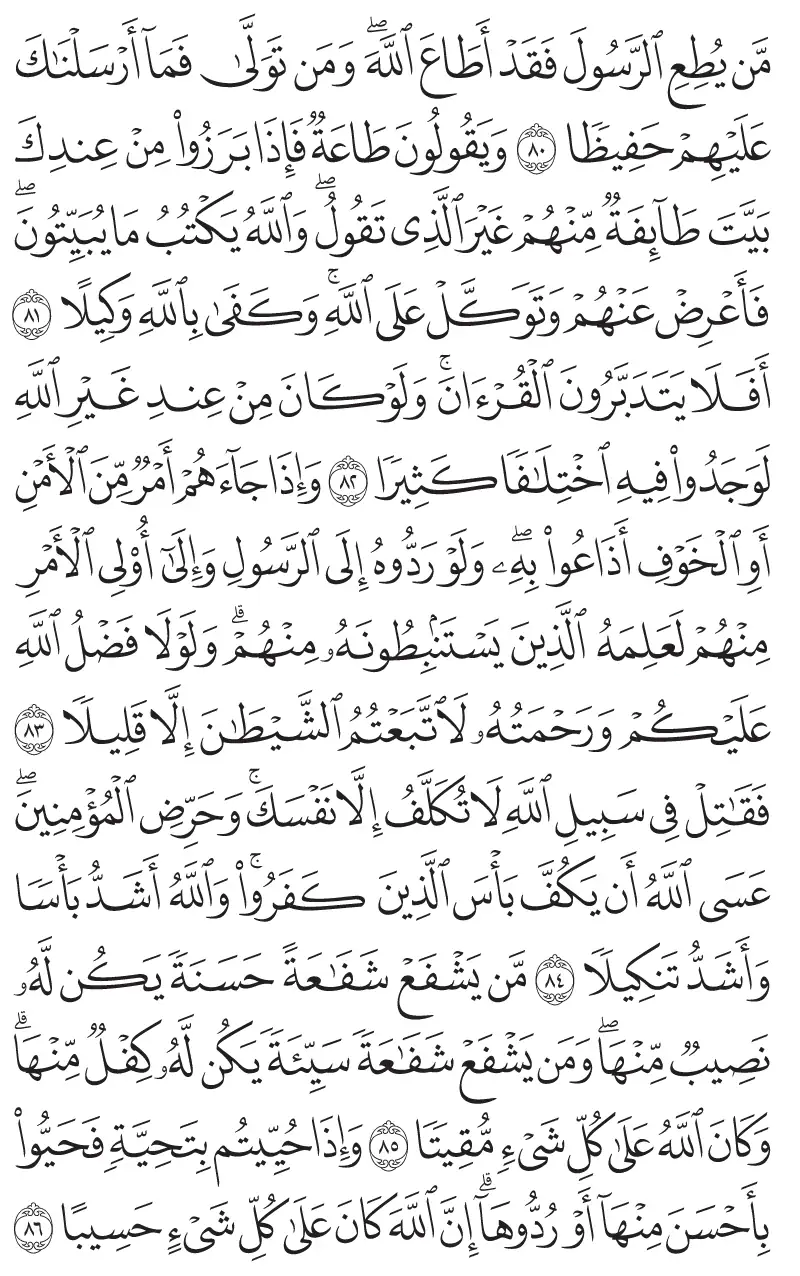 مَّن يُطِعِ ٱلرَّسُولَ فَقَدۡ أَطَاعَ ٱللَّهَۖ وَمَن تَوَلَّىٰ فَمَآ أَرۡسَلۡنَٰكَ
عَلَيۡهِمۡ حَفِيظٗا ٨٠ وَيَقُولُونَ طَاعَةٞ فَإِذَا بَرَزُواْ مِنۡ عِندِكَ
بَيَّتَ طَآئِفَةٞ مِّنۡهُمۡ غَيۡرَ ٱلَّذِي تَقُولُۖ وَٱللَّهُ يَكۡتُبُ مَا يُبَيِّتُونَۖ
فَأَعۡرِضۡ عَنۡهُمۡ وَتَوَكَّلۡ عَلَى ٱللَّهِۚ وَكَفَىٰ بِٱللَّهِ وَكِيلًا ٨١
أَفَلَا يَتَدَبَّرُونَ ٱلۡقُرۡءَانَۚ وَلَوۡ كَانَ مِنۡ عِندِ غَيۡرِ ٱللَّهِ
لَوَجَدُواْ فِيهِ ٱخۡتِلَٰفٗا كَثِيرٗا ٨٢ وَإِذَا جَآءَهُمۡ أَمۡرٞ مِّنَ ٱلۡأَمۡنِ
أَوِ ٱلۡخَوۡفِ أَذَاعُواْ بِهِۦۖ وَلَوۡ رَدُّوهُ إِلَى ٱلرَّسُولِ وَإِلَىٰٓ أُوْلِي ٱلۡأَمۡرِ
مِنۡهُمۡ لَعَلِمَهُ ٱلَّذِينَ يَسۡتَنۢبِطُونَهُۥ مِنۡهُمۡۗ وَلَوۡلَا فَضۡلُ ٱللَّهِ
عَلَيۡكُمۡ وَرَحۡمَتُهُۥ لَٱتَّبَعۡتُمُ ٱلشَّيۡطَٰنَ إِلَّا قَلِيلٗا ٨٣
فَقَٰتِلۡ فِي سَبِيلِ ٱللَّهِ لَا تُكَلَّفُ إِلَّا نَفۡسَكَۚ وَحَرِّضِ ٱلۡمُؤۡمِنِينَۖ
عَسَى ٱللَّهُ أَن يَكُفَّ بَأۡسَ ٱلَّذِينَ كَفَرُواْۚ وَٱللَّهُ أَشَدُّ بَأۡسٗا
وَأَشَدُّ تَنكِيلٗا ٨٤ مَّن يَشۡفَعۡ شَفَٰعَةً حَسَنَةٗ يَكُن لَّهُۥ
نَصِيبٞ مِّنۡهَاۖ وَمَن يَشۡفَعۡ شَفَٰعَةٗ سَيِّئَةٗ يَكُن لَّهُۥ كِفۡلٞ مِّنۡهَاۗ
وَكَانَ ٱللَّهُ عَلَىٰ كُلِّ شَيۡءٖ مُّقِيتٗا ٨٥ وَإِذَا حُيِّيتُم بِتَحِيَّةٖ فَحَيُّواْ
بِأَحۡسَنَ مِنۡهَآ أَوۡ رُدُّوهَآۗ إِنَّ ٱللَّهَ كَانَ عَلَىٰ كُلِّ شَيۡءٍ حَسِيبًا ٨٦